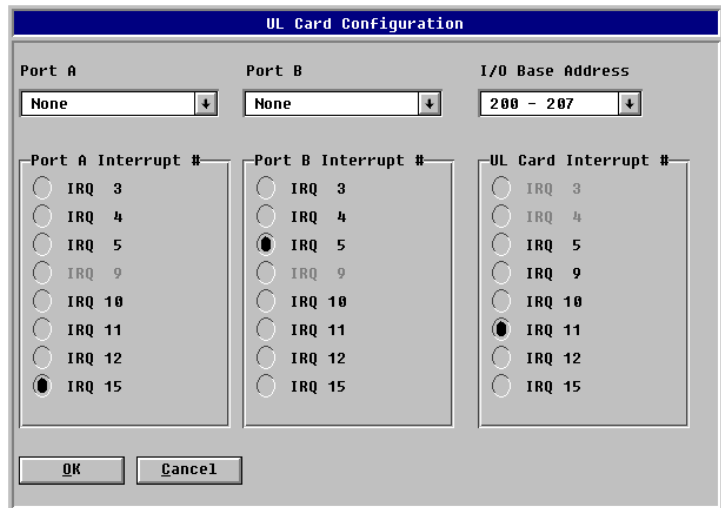 UL Card Configuration
Port A
Port B
I/O Base Address
None
None
200 - 207
Port A Interrupt #
IRQ 3
IRQ 4
IRQ 5
IRQ 9
IRQ 10
IRQ 11
IRQ 12
IRQ 15
Port B Interrupt #
IRQ 3
IRQ 4
IRQ 5
IRQ 9
IRQ 10
IRQ 11
IRQ 12
IRQ 15
UL Card Interrupt #
IRQ 3
IRQ 4
IRQ 5
IRQ 9
IRQ 10
IRQ 11
IRQ 12
IRQ 15
OK
Cancel